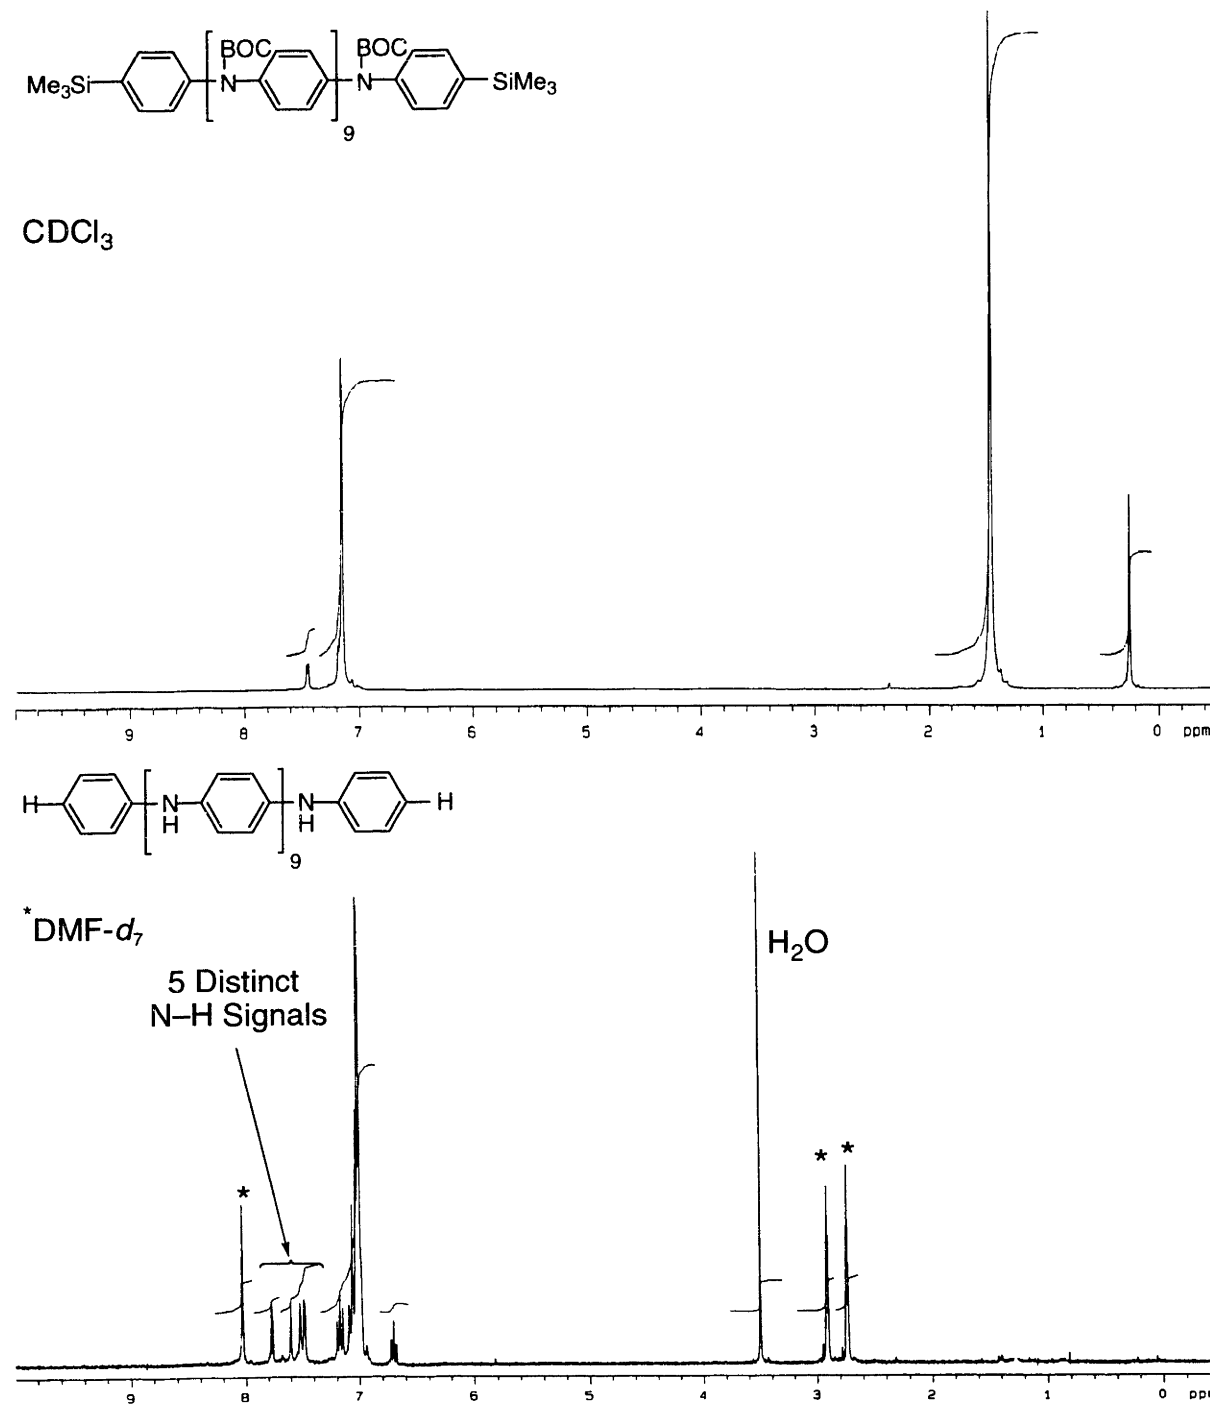 BOC BOC
Me3Si N N SiMe3
9
CDCl3
9 8 7 6 5 4 3 2 1 0 ppm
H N N H
H H
9
*DMF-d7
H2O
5 Distinct
N–H Signals
* *
*
9 8 7 6 5 4 3 2 1 0 pp